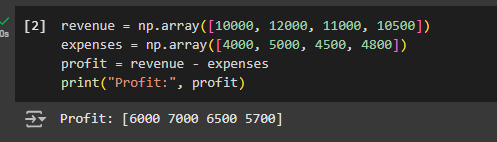 [2] revenue = np.array([10000, 12000, 11000, 10500])
expenses = np.array([4000, 5000, 4500, 4800])
profit = revenue - expenses
print("Profit:", profit)
0s
Profit: [6000 7000 6500 5700]